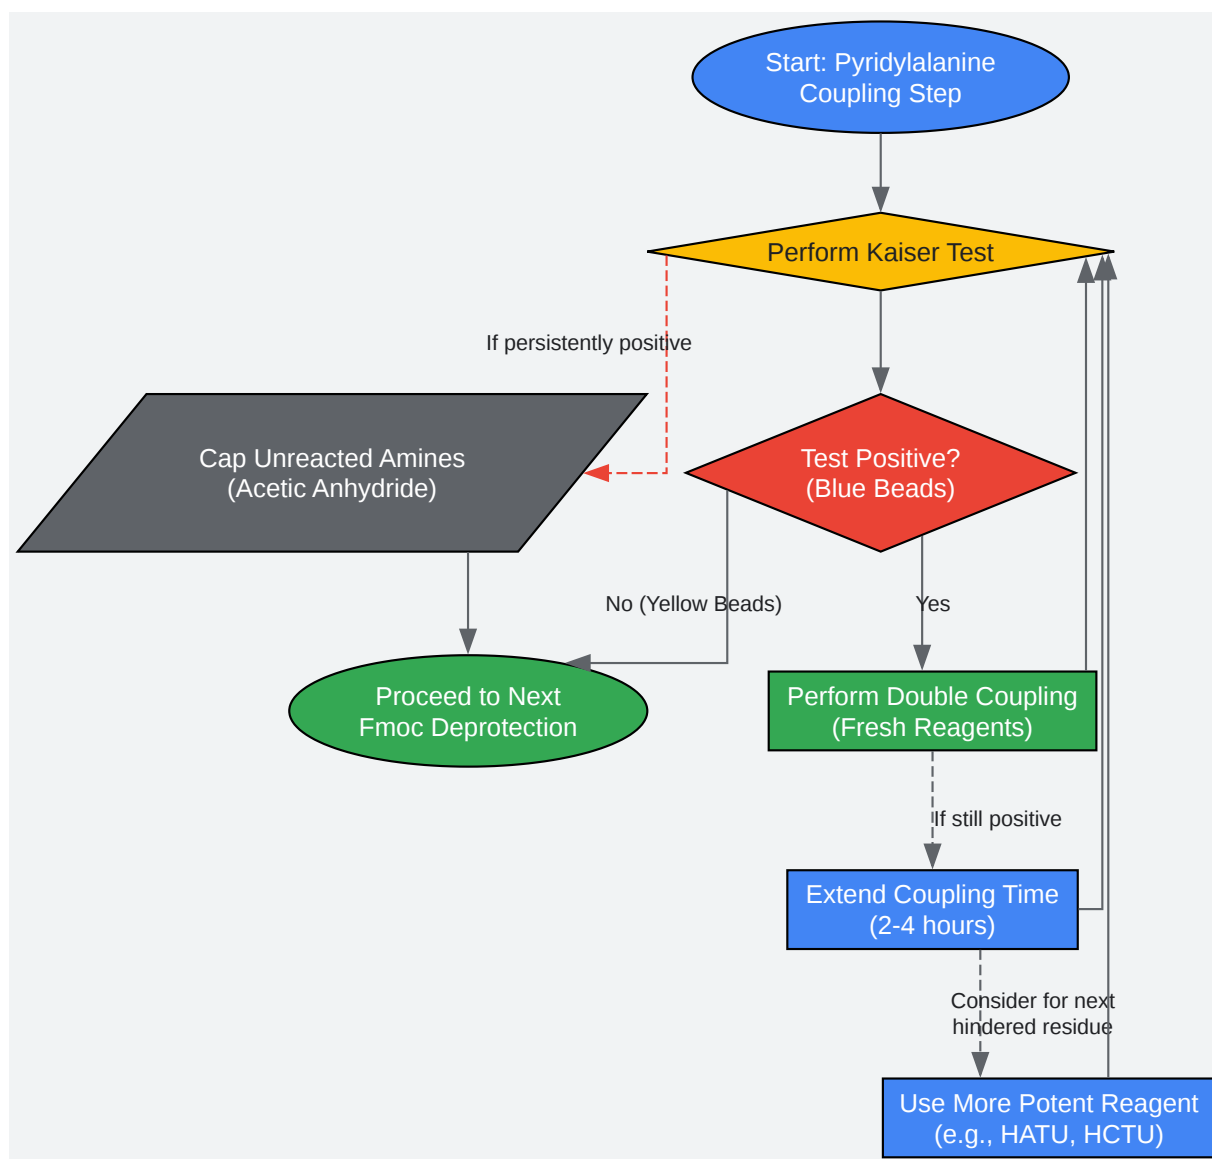 Start: Pyridylalanine
Coupling Step
Perform Kaiser Test
If persistently positive
Cap Unreacted Amines
(Acetic Anhydride)
Test Positive?
(Blue Beads)
No (Yellow Beads)
Yes
Proceed to Next
Fmoc Deprotection
Perform Double Coupling
(Fresh Reagents)
If still positive
Extend Coupling Time
(2-4 hours)
Consider for next
hindered residue
Use More Potent Reagent
(e.g., HATU, HCTU)